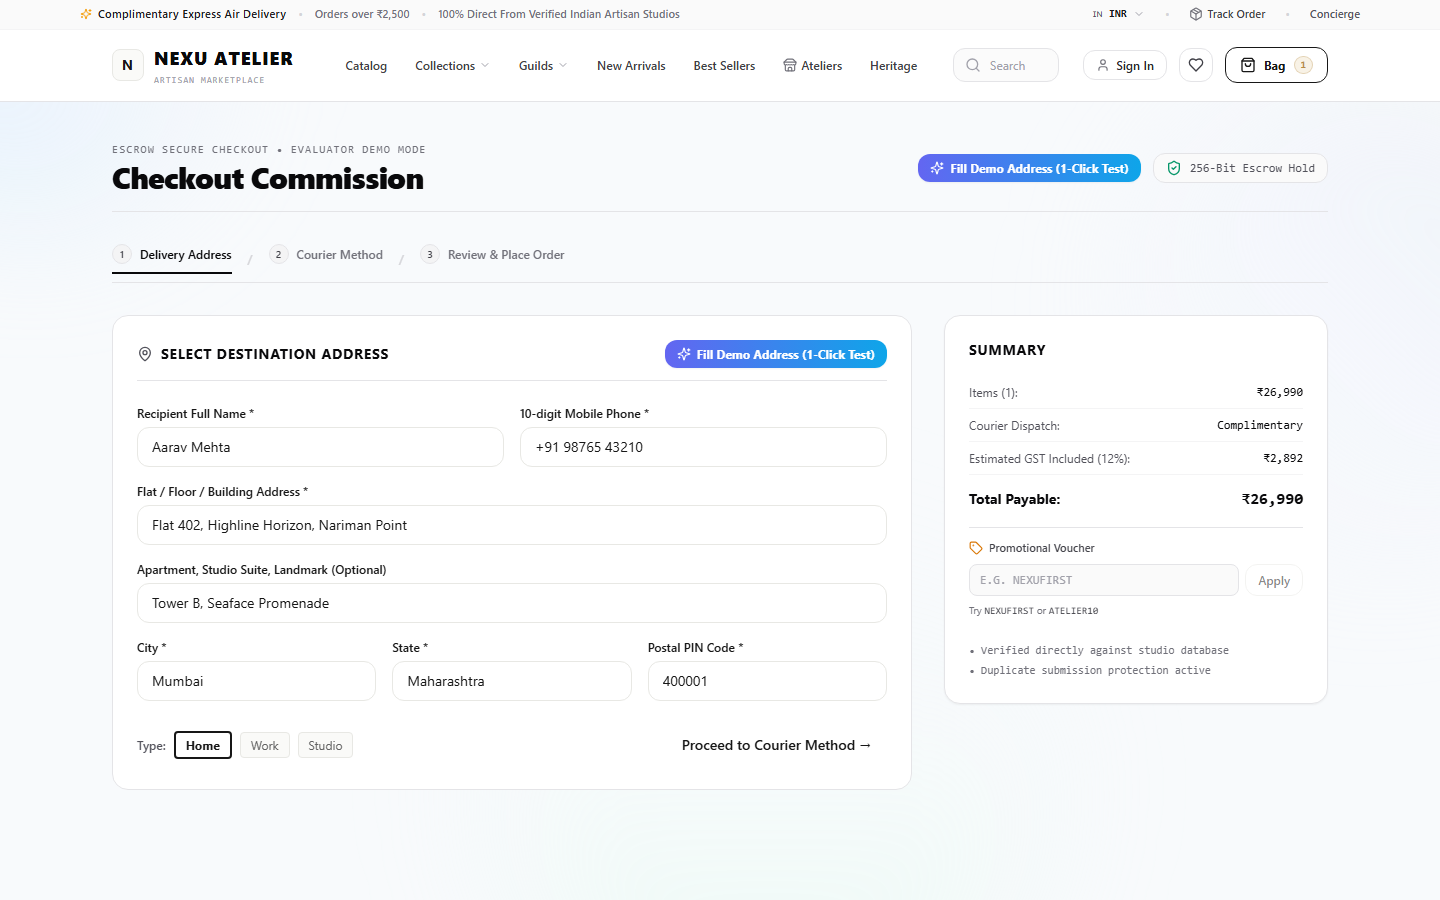 Complimentary Express Air Delivery • Orders over ₹2,500 • 100% Direct From Verified Indian Artisan Studios
IN INR • Track Order • Concierge
N NEXU ATELIER
ARTISAN MARKETPLACE
Catalog Collections Guilds New Arrivals Best Sellers Ateliers Heritage
Search
Sign In
Bag 1
ESCROW SECURE CHECKOUT • EVALUATOR DEMO MODE
Checkout Commission
Fill Demo Address (1-Click Test)
256-Bit Escrow Hold
1 Delivery Address / 2 Courier Method / 3 Review & Place Order
SELECT DESTINATION ADDRESS
Fill Demo Address (1-Click Test)
Recipient Full Name *
Aarav Mehta
10-digit Mobile Phone *
+91 98765 43210
Flat / Floor / Building Address *
Flat 402, Highline Horizon, Nariman Point
Apartment, Studio Suite, Landmark (Optional)
Tower B, Seaface Promenade
City *
Mumbai
State *
Maharashtra
Postal PIN Code *
400001
Type: Home Work Studio
Proceed to Courier Method →
SUMMARY
Items (1): ₹26,990
Courier Dispatch: Complimentary
Estimated GST Included (12%): ₹2,892
Total Payable: ₹26,990
Promotional Voucher
E.G. NEXUFIRST
Apply
Try NEXUFIRST or ATELIER10
• Verified directly against studio database
• Duplicate submission protection active